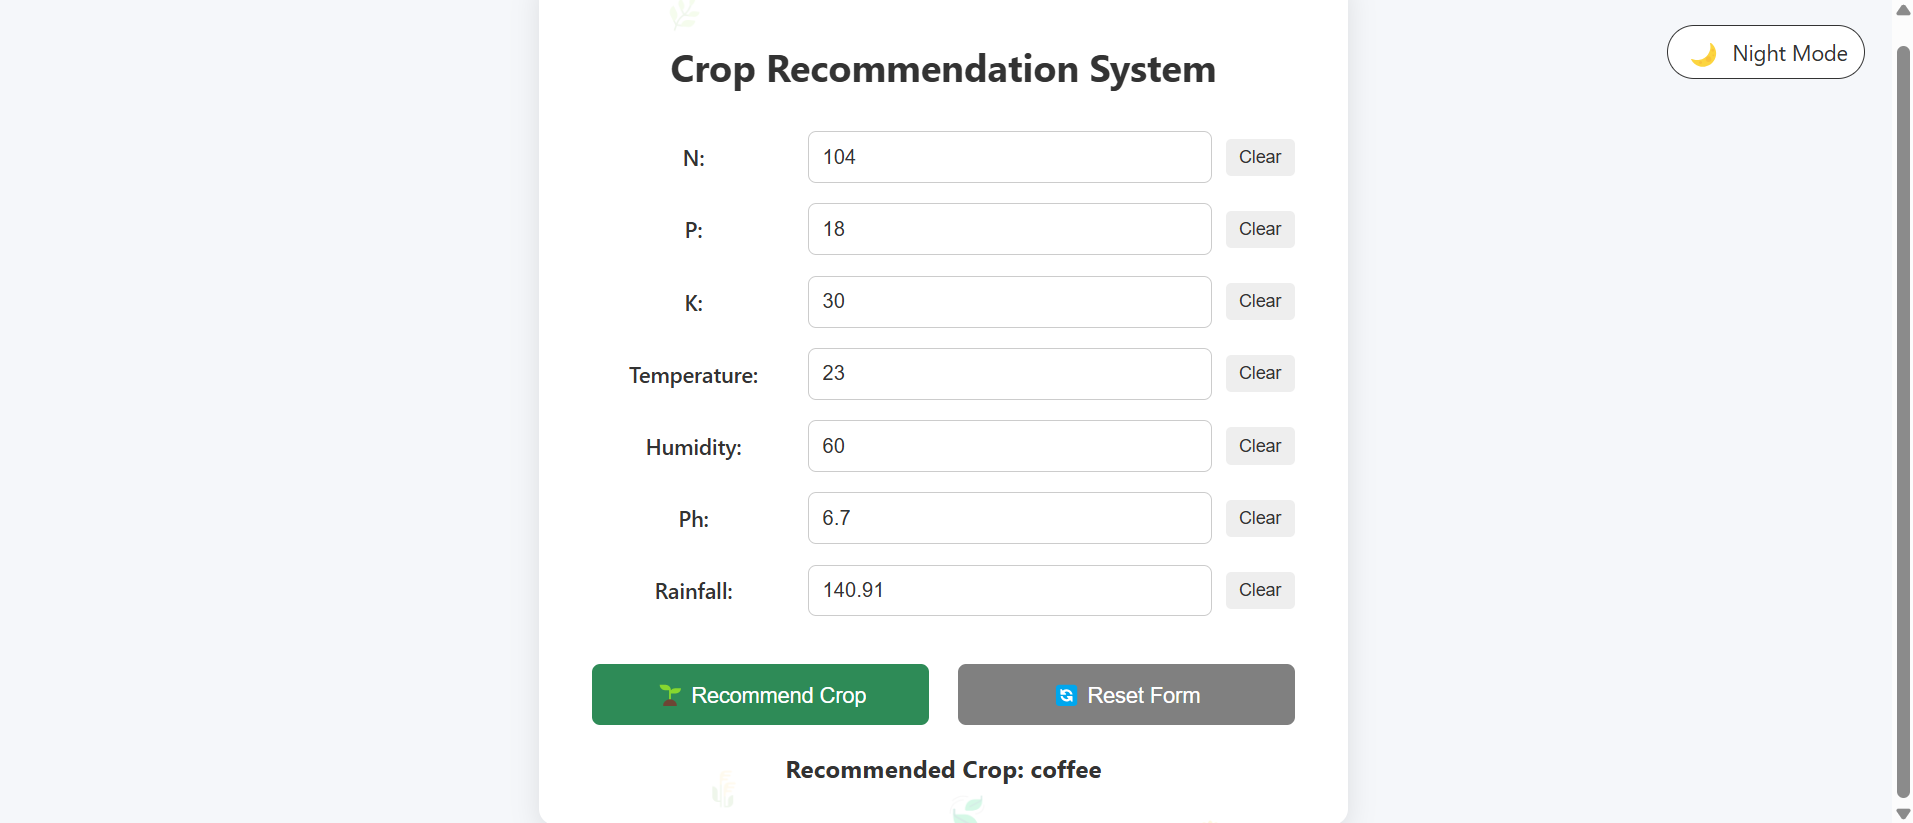 Night Mode
Crop Recommendation System
N: 104 Clear
P: 18 Clear
K: 30 Clear
Temperature: 23 Clear
Humidity: 60 Clear
Ph: 6.7 Clear
Rainfall: 140.91 Clear
Recommend Crop Reset Form
Recommended Crop: coffee